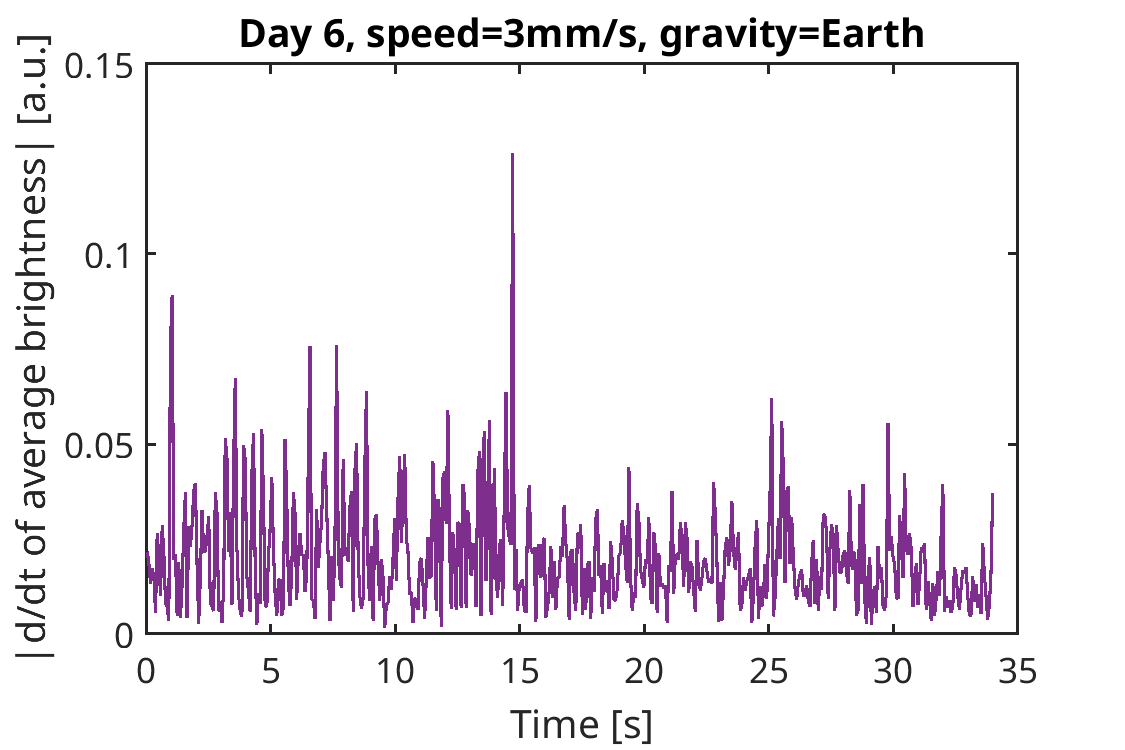 Day 6, speed=3mm/s, gravity=Earth
|d/dt of average brightness| [a.u.]
0.15
0.1
0.05
0
0 5 10 15 20 25 30 35
Time [s]